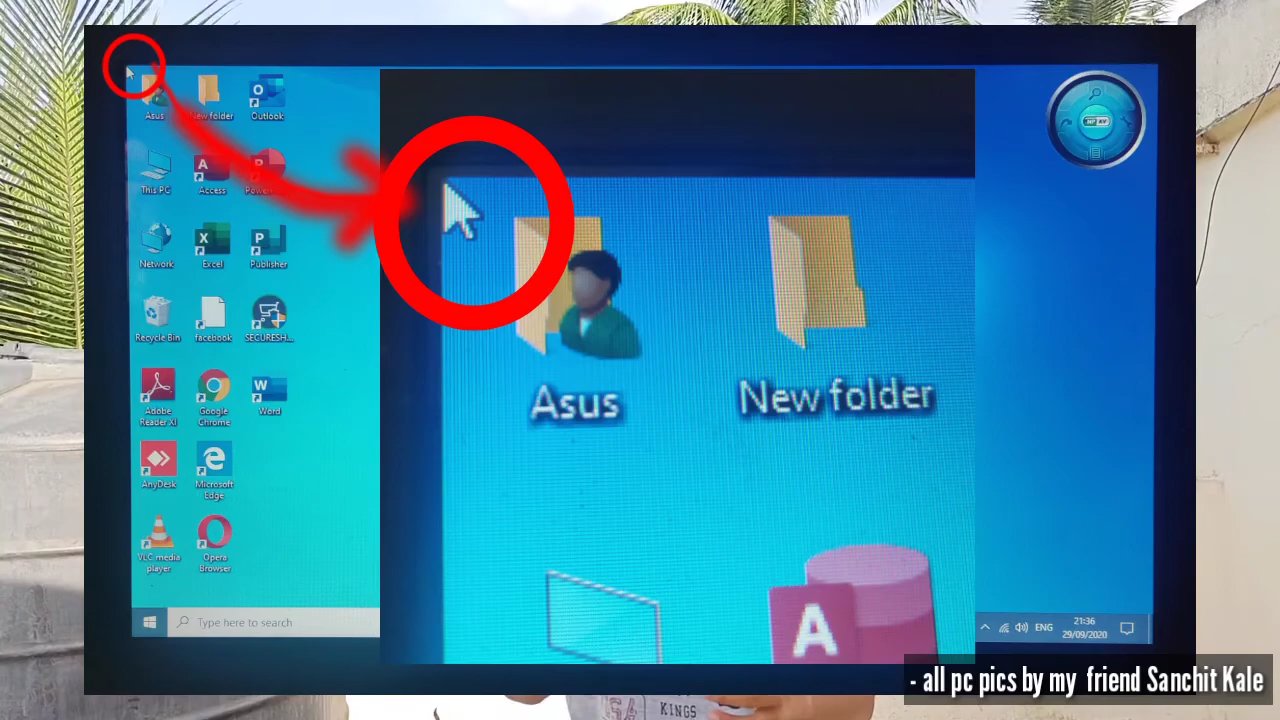 Asus
New folder
Outlook
This PC
Access
Network
Excel
Publisher
Recycle Bin
facebook
SECURESH...
Adobe
Reader XI
Google
Chrome
Word
AnyDesk
Microsoft
Edge
VLC media
player
Opera
Browser
Type here to search
Asus
New folder
A
ENG
21:36
29/09/2020
- all pc pics by my friend Sanchit Kale
KINGS